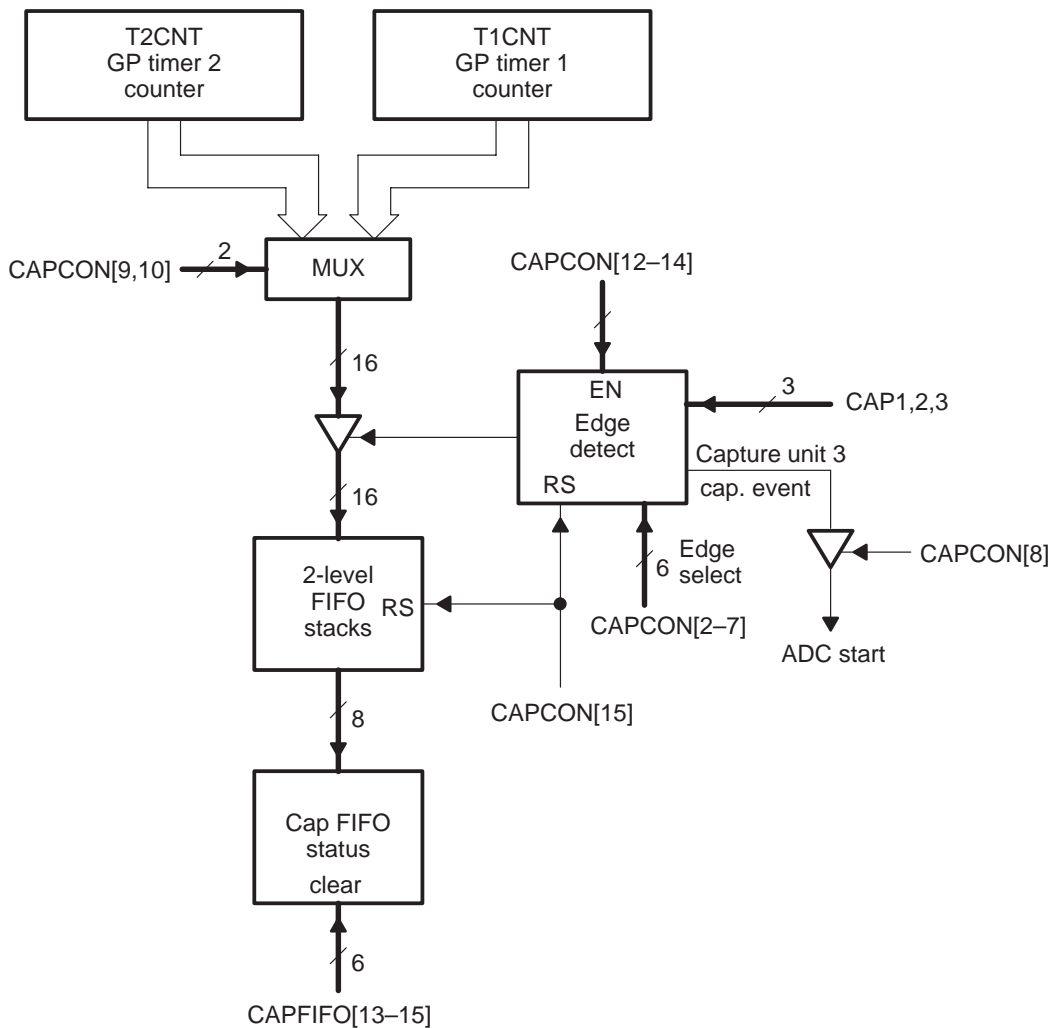 T2CNT
GP timer 2
counter
T1CNT
GP timer 1
counter
CAPCON[9,10]
2
MUX
CAPCON[12–14]
16
EN
Edge
detect
RS
3
CAP1,2,3
Capture unit 3
cap. event
16
CAPCON[8]
ADC start
6
Edge
select
CAPCON[2–7]
2-level
FIFO
stacks
RS
CAPCON[15]
8
Cap FIFO
status
clear
6
CAPFIFO[13–15]